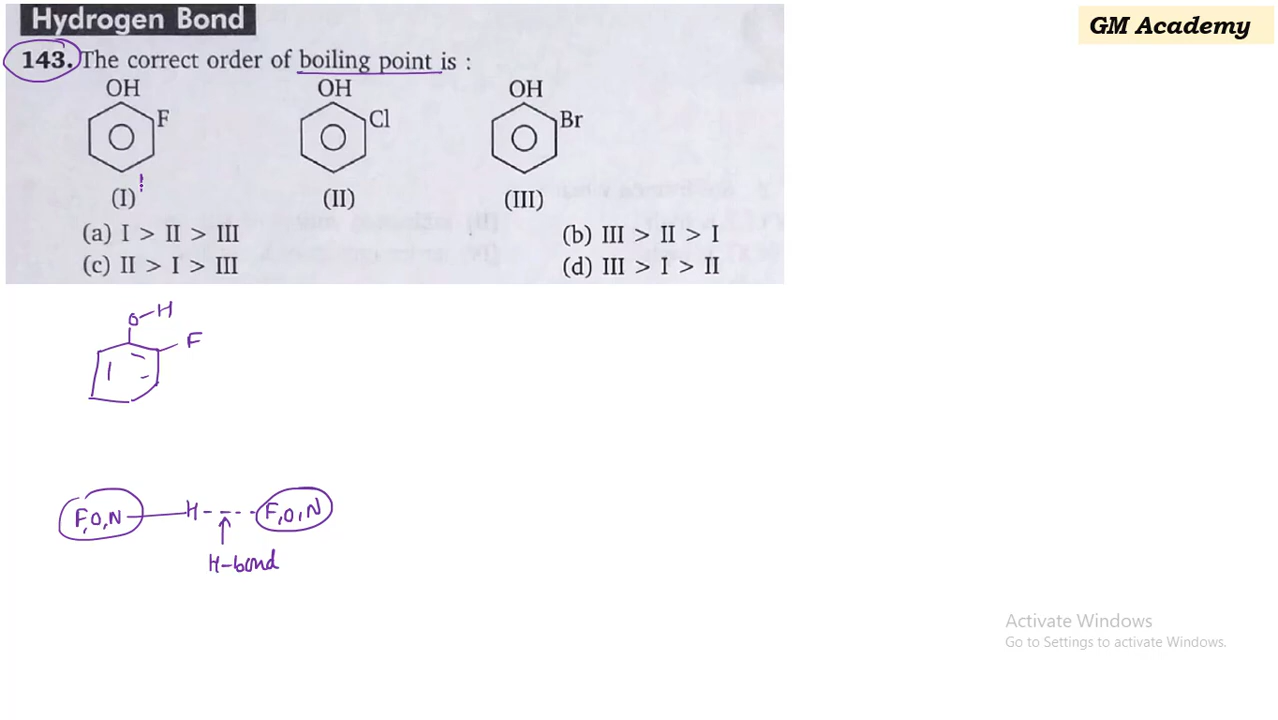 Hydrogen Bond
GM Academy
143. The correct order of boiling point is :
OH OH OH
F Cl Br
(I) (II) (III)
(a) I > II > III (b) III > II > I
(c) II > I > III (d) III > I > II
O-H
F
F,O,N H F,O,N
H-bond
Activate Windows
Go to Settings to activate Windows.